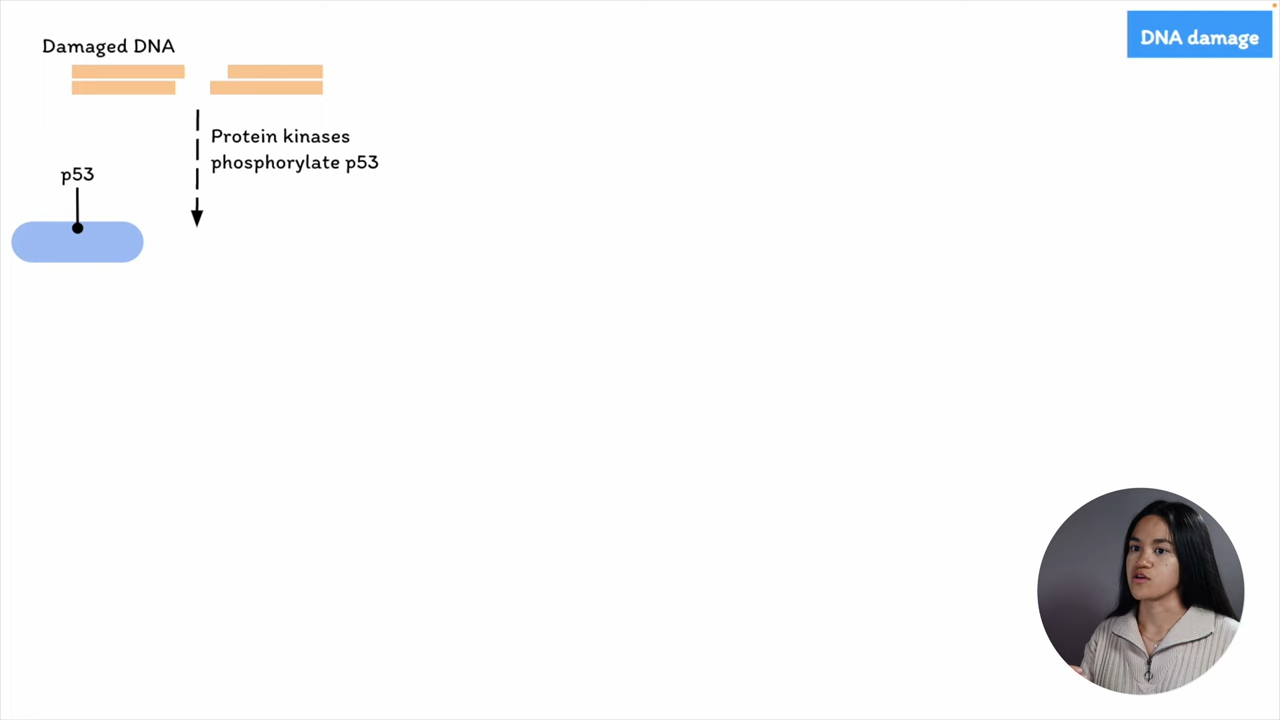 DNA damage
Damaged DNA
Protein kinases
phosphorylate p53
p53